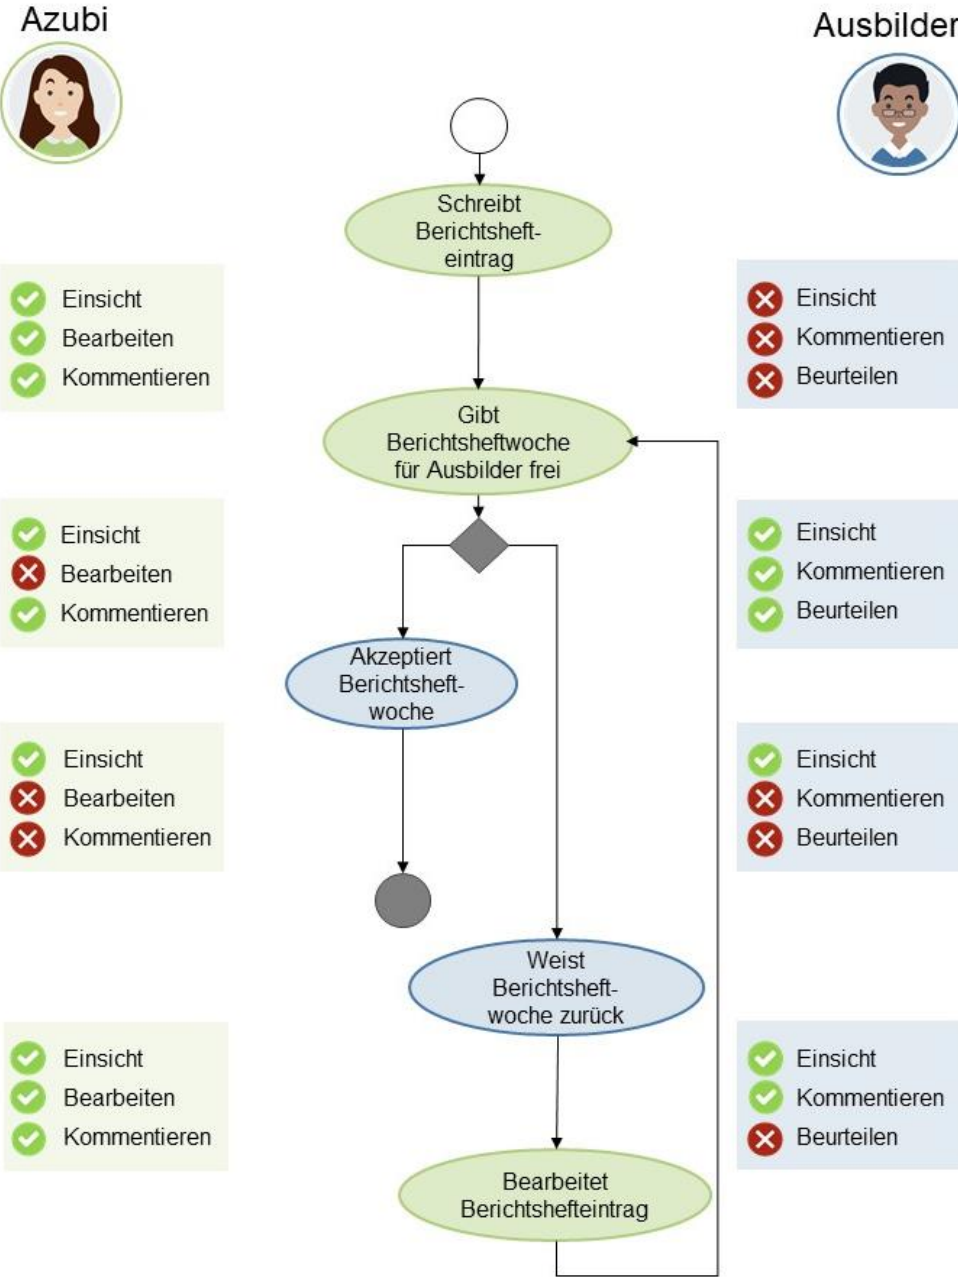 Azubi
Ausbilder
Schreibt
Berichtsheft-
eintrag
Einsicht
Bearbeiten
Kommentieren
Einsicht
Kommentieren
Beurteilen
Gibt
Berichtsheftwoche
für Ausbilder frei
Einsicht
Bearbeiten
Kommentieren
Einsicht
Kommentieren
Beurteilen
Akzeptiert
Berichtsheft-
woche
Einsicht
Bearbeiten
Kommentieren
Einsicht
Kommentieren
Beurteilen
Weist
Berichtsheft-
woche zurück
Einsicht
Bearbeiten
Kommentieren
Einsicht
Kommentieren
Beurteilen
Bearbeitet
Berichtshefteintrag